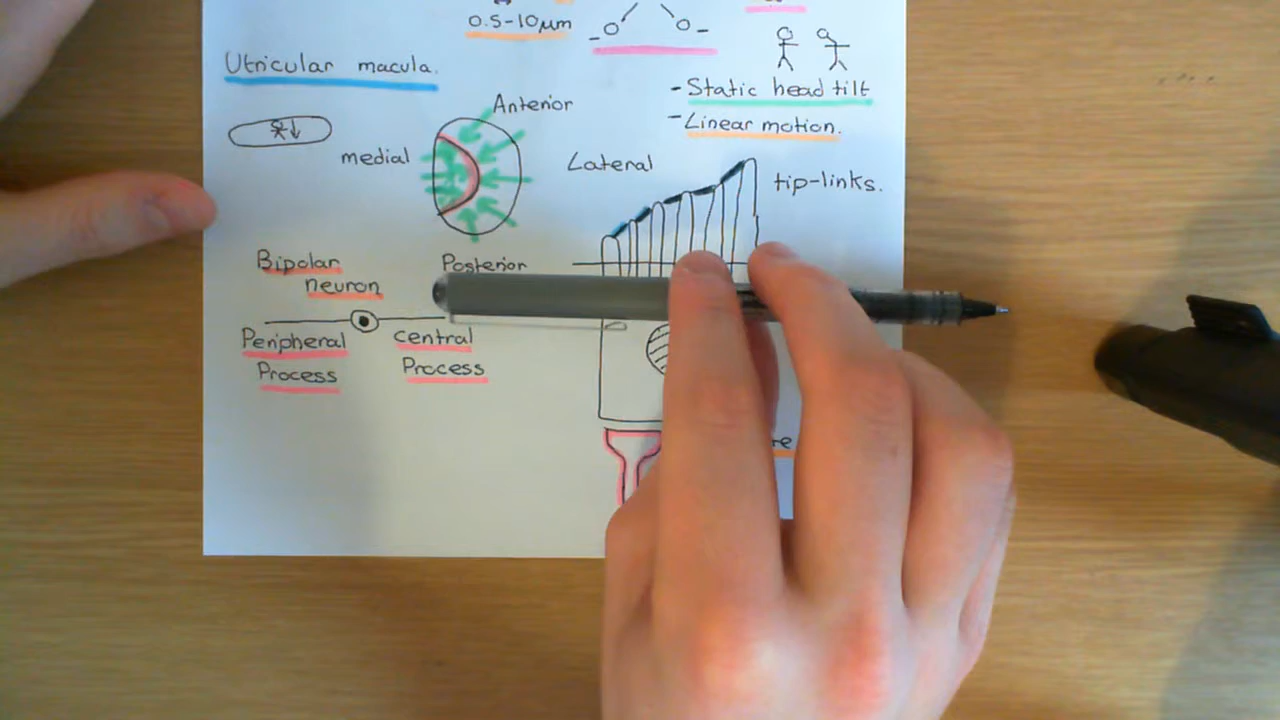 0.5-10μm
Utricular macula.
Anterior
- Static head tilt
- Linear motion.
medial
Lateral
tip-links.
Bipolar
neuron
Posterior
Peripheral
Process
central
Process